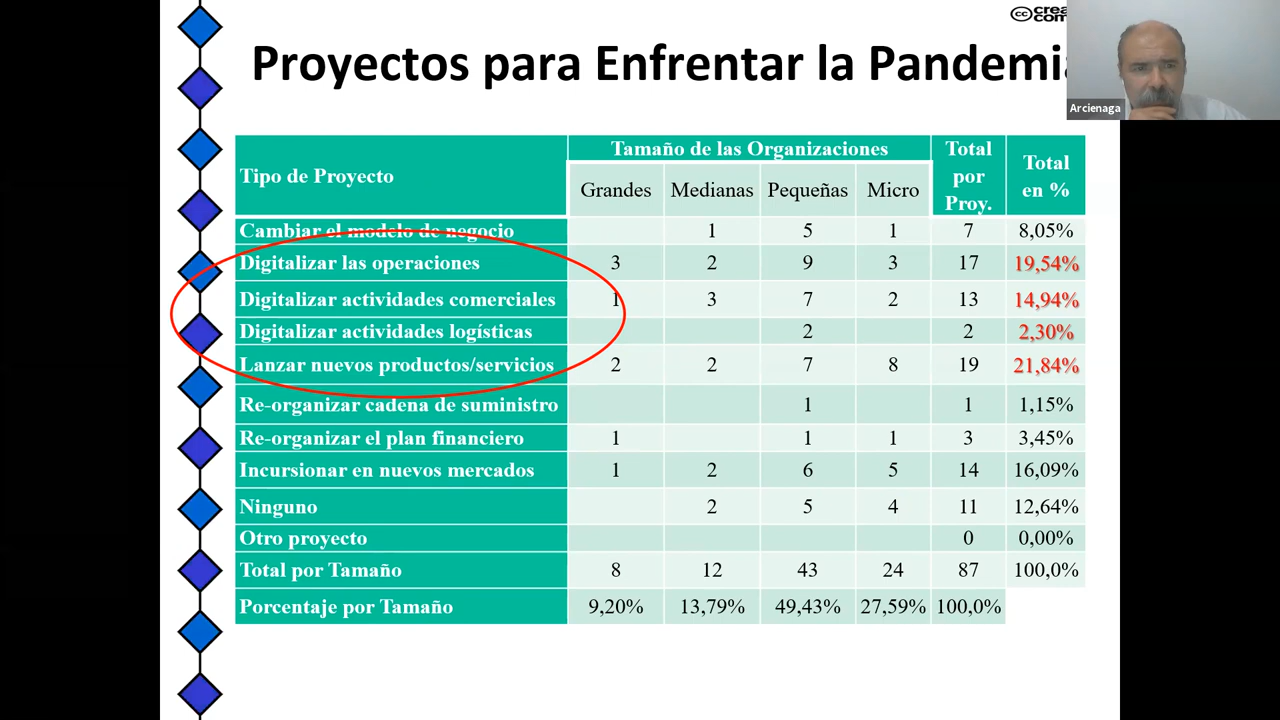 Proyectos para Enfrentar la Pandemi
Arcienaga
Tipo de Proyecto
Tamaño de las Organizaciones
Total por Proy.
Total en %
Grandes Medianas Pequeñas Micro
Cambiar el modelo de negocio 1 5 1 7 8,05%
Digitalizar las operaciones 3 2 9 3 17 19,54%
Digitalizar actividades comerciales 1 3 7 2 13 14,94%
Digitalizar actividades logísticas 2 2 2,30%
Lanzar nuevos productos/servicios 2 2 7 8 19 21,84%
Re-organizar cadena de suministro 1 1 1,15%
Re-organizar el plan financiero 1 1 1 3 3,45%
Incursionar en nuevos mercados 1 2 6 5 14 16,09%
Ninguno 2 5 4 11 12,64%
Otro proyecto 0 0,00%
Total por Tamaño 8 12 43 24 87 100,0%
Porcentaje por Tamaño 9,20% 13,79% 49,43% 27,59% 100,0%